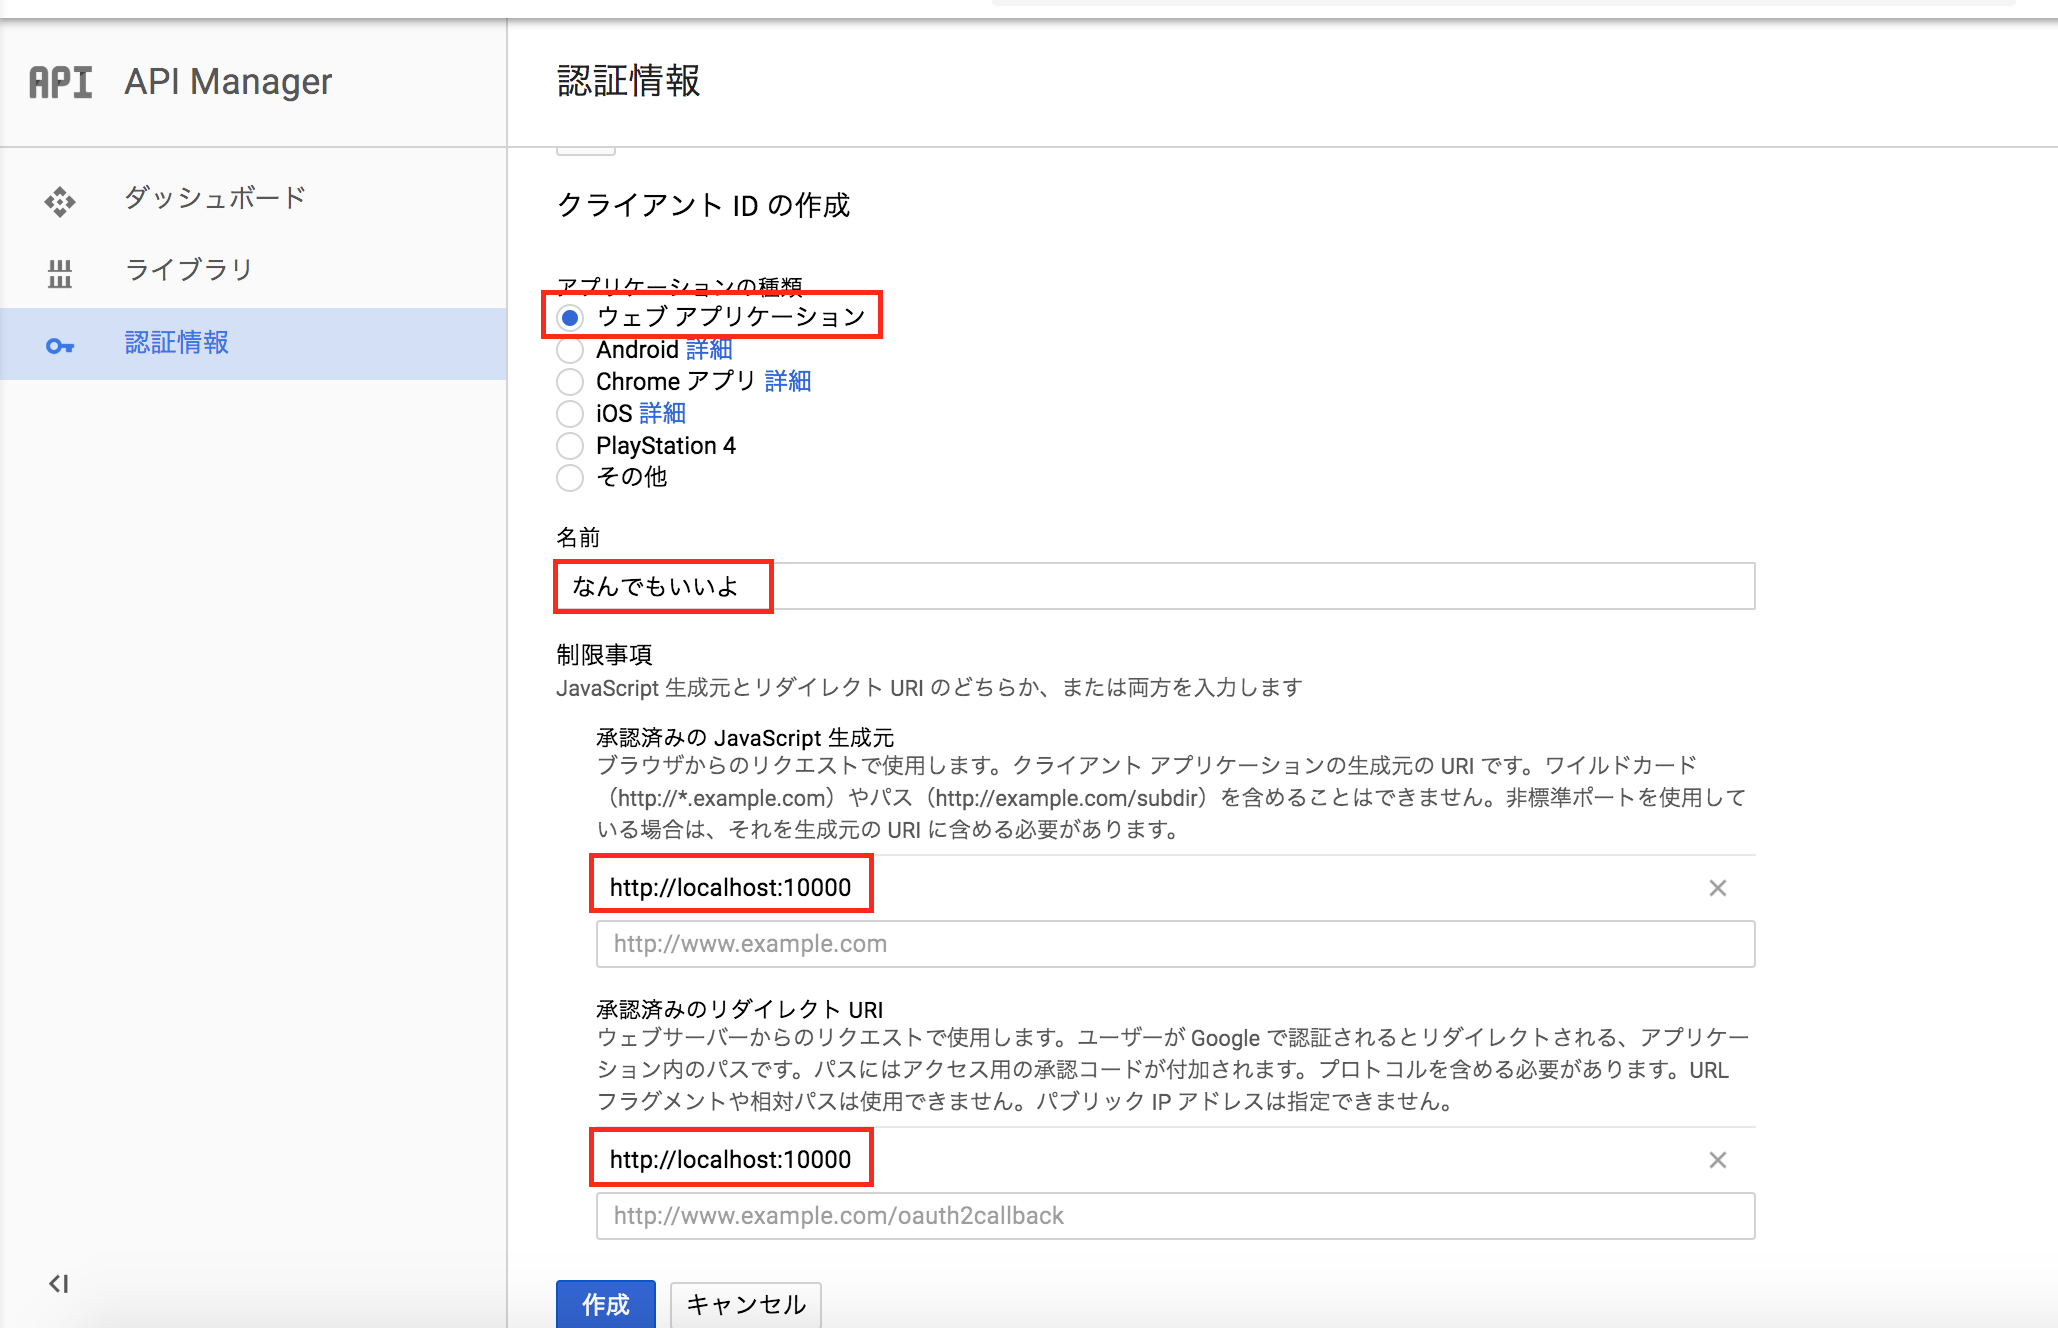 API API Manager
認証情報
ダッシュボード
ライブラリ
認証情報
クライアント ID の作成
アプリケーションの種類
ウェブ アプリケーション
Android 詳細
Chrome アプリ 詳細
iOS 詳細
PlayStation 4
その他
名前
なんでもいいよ
制限事項
JavaScript 生成元とリダイレクト URI のどちらか、または両方を入力します
承認済みの JavaScript 生成元
ブラウザからのリクエストで使用します。クライアント アプリケーションの生成元の URI です。ワイルドカード
（http://*.example.com）やパス（http://example.com/subdir）を含めることはできません。非標準ポートを使用して
いる場合は、それを生成元の URI に含める必要があります。
http://localhost:10000
http://www.example.com
承認済みのリダイレクト URI
ウェブサーバーからのリクエストで使用します。ユーザーが Google で認証されるとリダイレクトされる、アプリケー
ション内のパスです。パスにはアクセス用の承認コードが付加されます。プロトコルを含める必要があります。URL
フラグメントや相対パスは使用できません。パブリック IP アドレスは指定できません。
http://localhost:10000
http://www.example.com/oauth2callback
作成 キャンセル